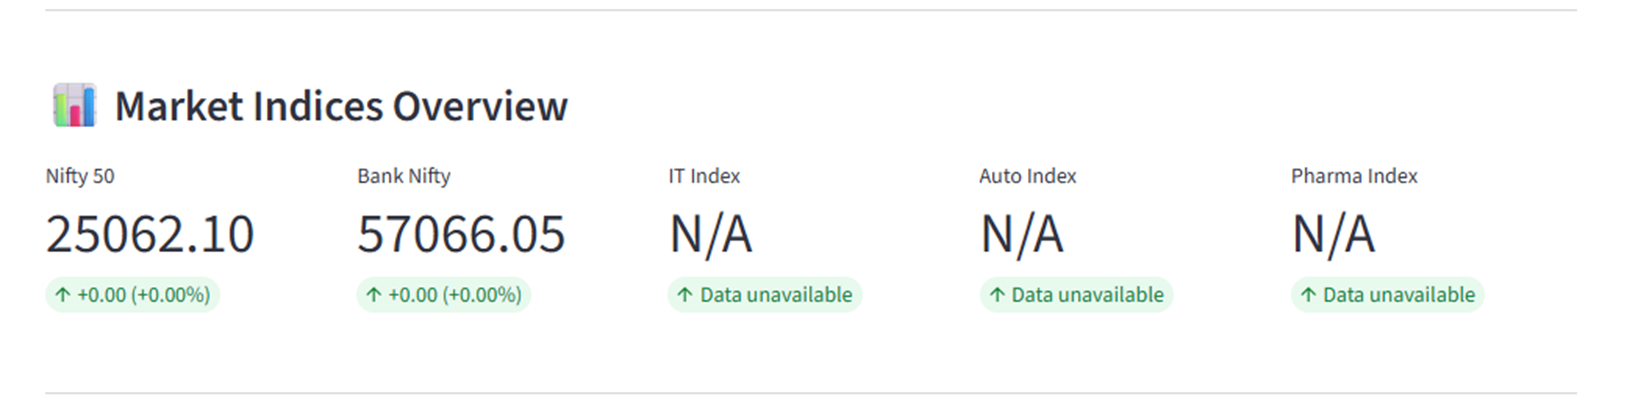 Market Indices Overview
Nifty 50 Bank Nifty IT Index Auto Index Pharma Index
25062.10 57066.05 N/A N/A N/A
↑ +0.00 (+0.00%) ↑ +0.00 (+0.00%) ↑ Data unavailable ↑ Data unavailable ↑ Data unavailable